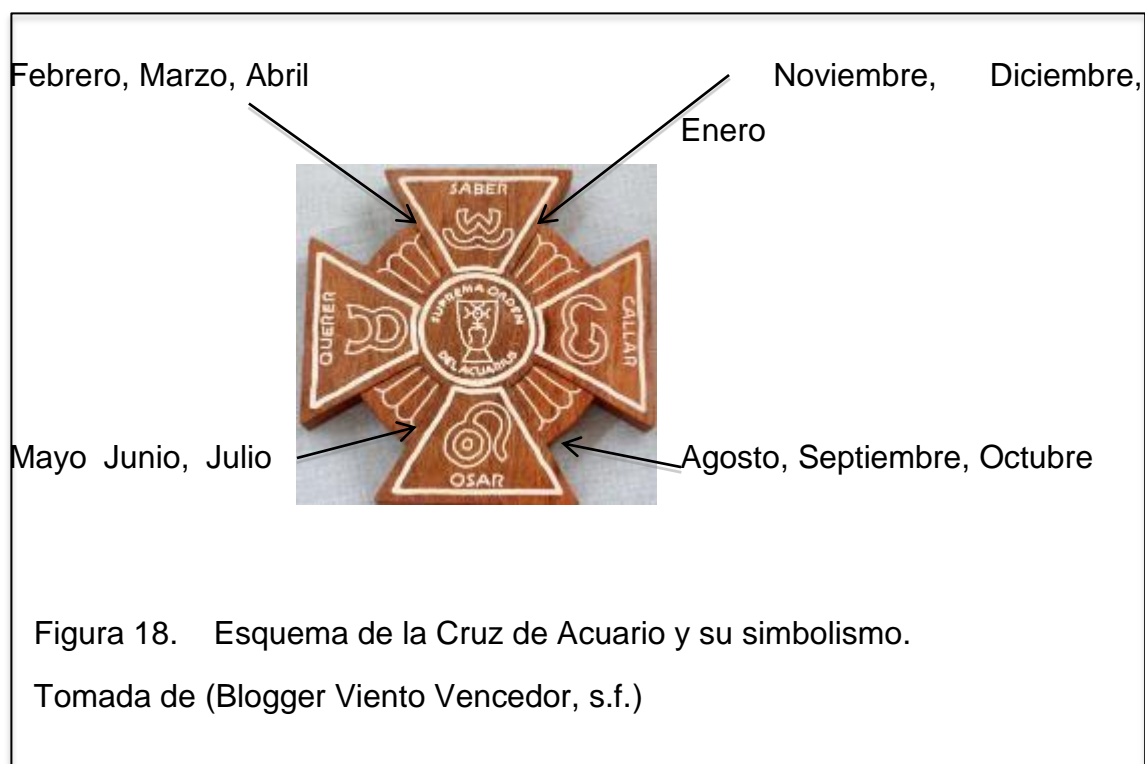 Febrero, Marzo, Abril
Noviembre, Diciembre,
Enero
SABER
QUERER
CALLAR
SUPREMA ORDEN
DEL ACUARIUS
OSAR
Mayo Junio, Julio
Agosto, Septiembre, Octubre
Figura 18. Esquema de la Cruz de Acuario y su simbolismo.
Tomada de (Blogger Viento Vencedor, s.f.)